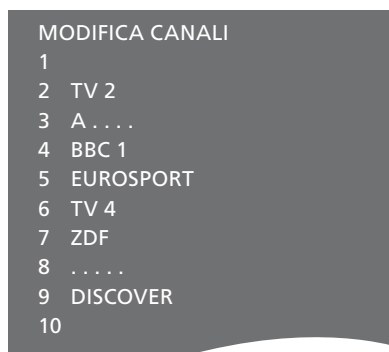 MODIFICA CANALI
1
2 TV 2
3 A . . . .
4 BBC 1
5 EUROSPORT
6 TV 4
7 ZDF
8 . . . . .
9 DISCOVER
10